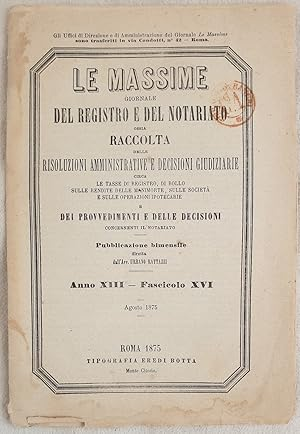 Gli Uffici di Direzione e di Amministrazione del Giornale Le Massime
sono trasferiti in via Condotti, n° 42 — Roma.
LE MASSIME
GIORNALE
DEL REGISTRO E DEL NOTARIATO
OSSIA
RACCOLTA
DELLE
RISOLUZIONI AMMINISTRATIVE E DECISIONI GIUDIZIARIE
CIRCA
LE TASSE DI REGISTRO, DI BOLLO
SULLE RENDITE DELLE MANIMORTE, SULLE SOCIETÀ
E SULLE OPERAZIONI IPOTECARIE
E
DEI PROVVEDIMENTI E DELLE DECISIONI
CONCERNENTI IL NOTARIATO
Pubblicazione bimensile
diretta
dall'Avv. URBANO RATTAZZI
Anno XIII — Fascicolo XVI
Agosto 1875
ROMA 1875
TIPOGRAFIA EREDI BOTTA
Monte Citorio.